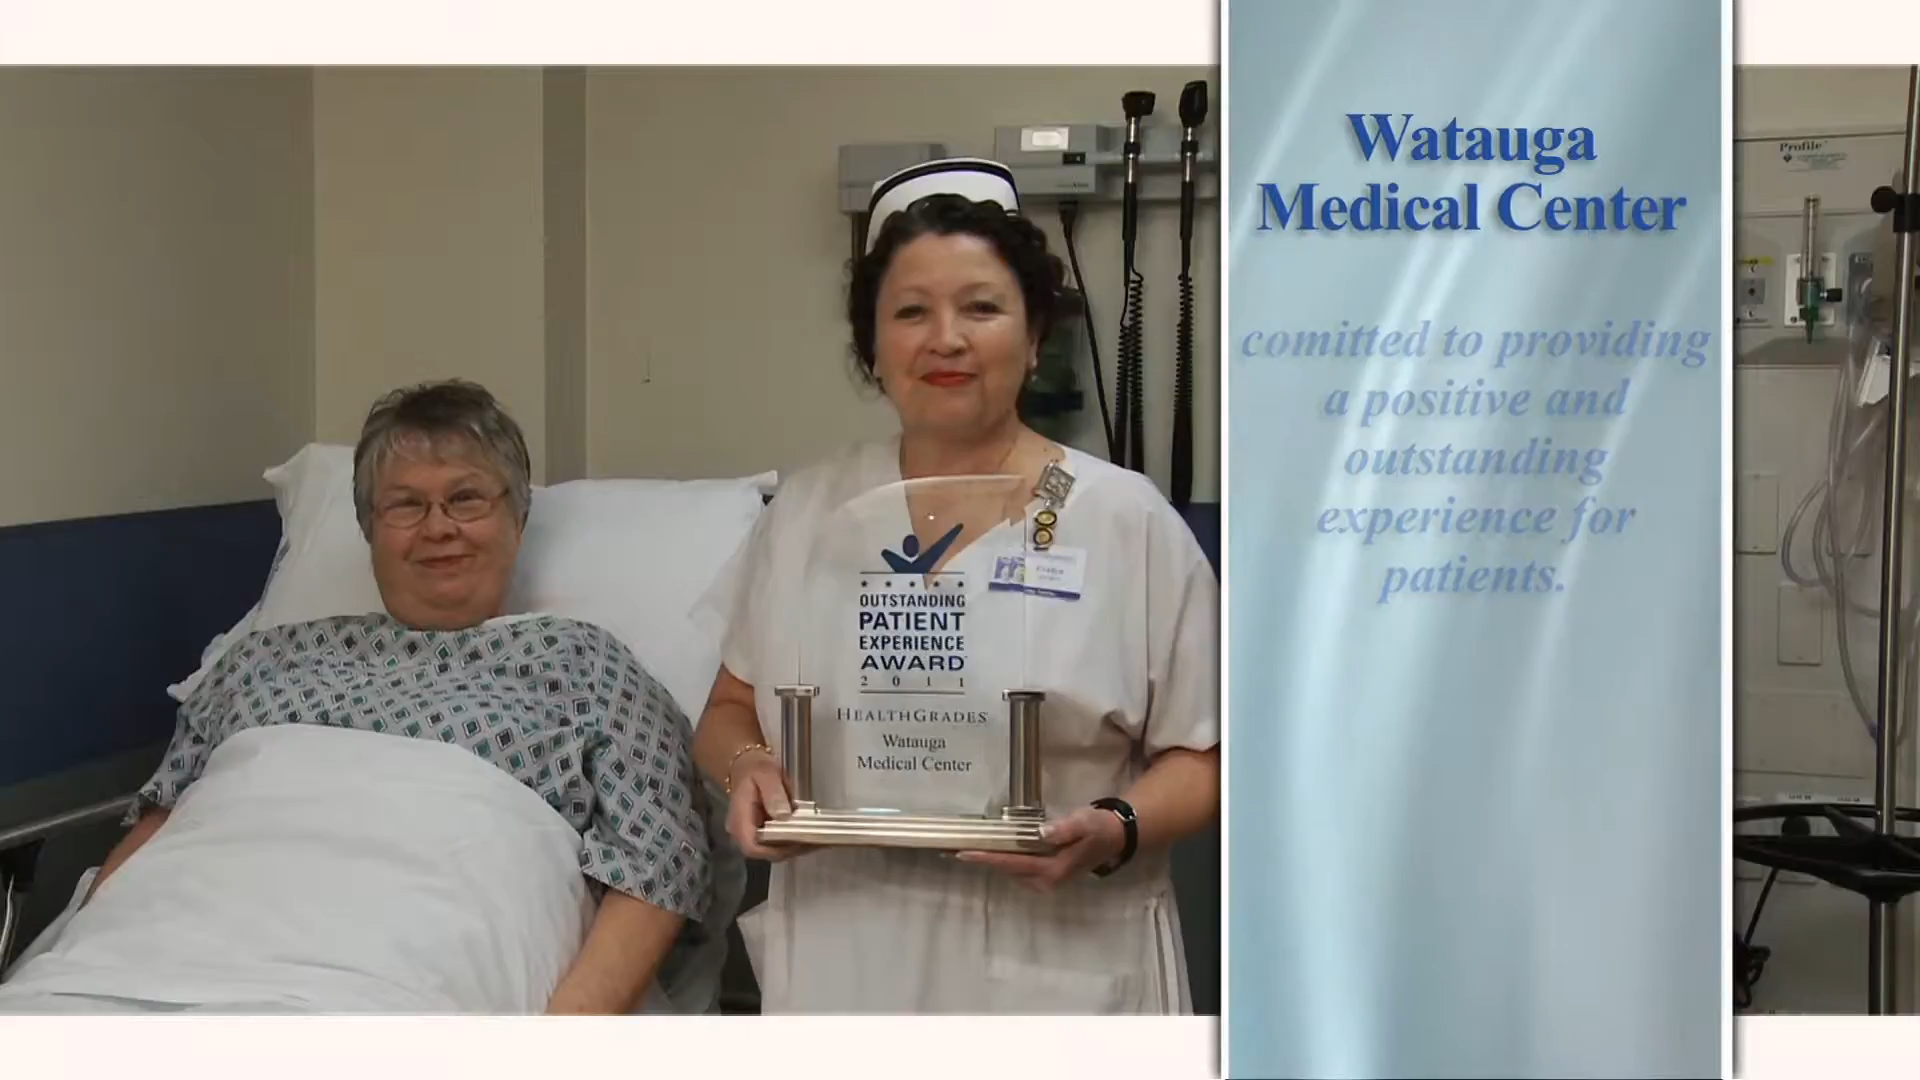 Watauga
Medical Center
comitted to providing
a positive and
outstanding
experience for
patients.
OUTSTANDING
PATIENT
EXPERIENCE
AWARD
2011
HEALTHGRADES
Watauga
Medical Center
Profile